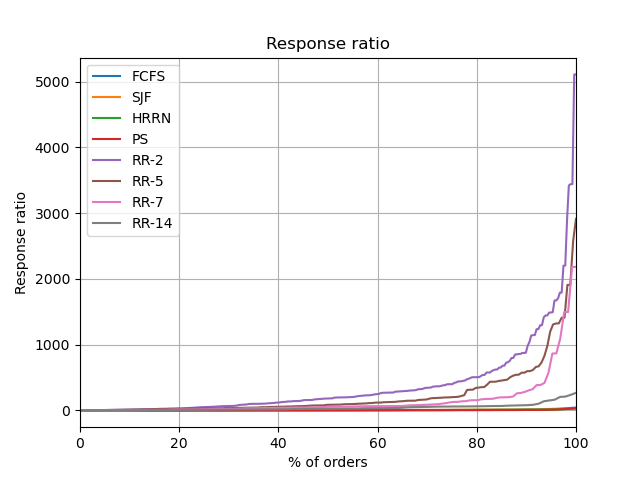 Response ratio
Response ratio
5000
4000
3000
2000
1000
0
FCFS
SJF
HRRN
PS
RR-2
RR-5
RR-7
RR-14
0 20 40 60 80 100
% of orders